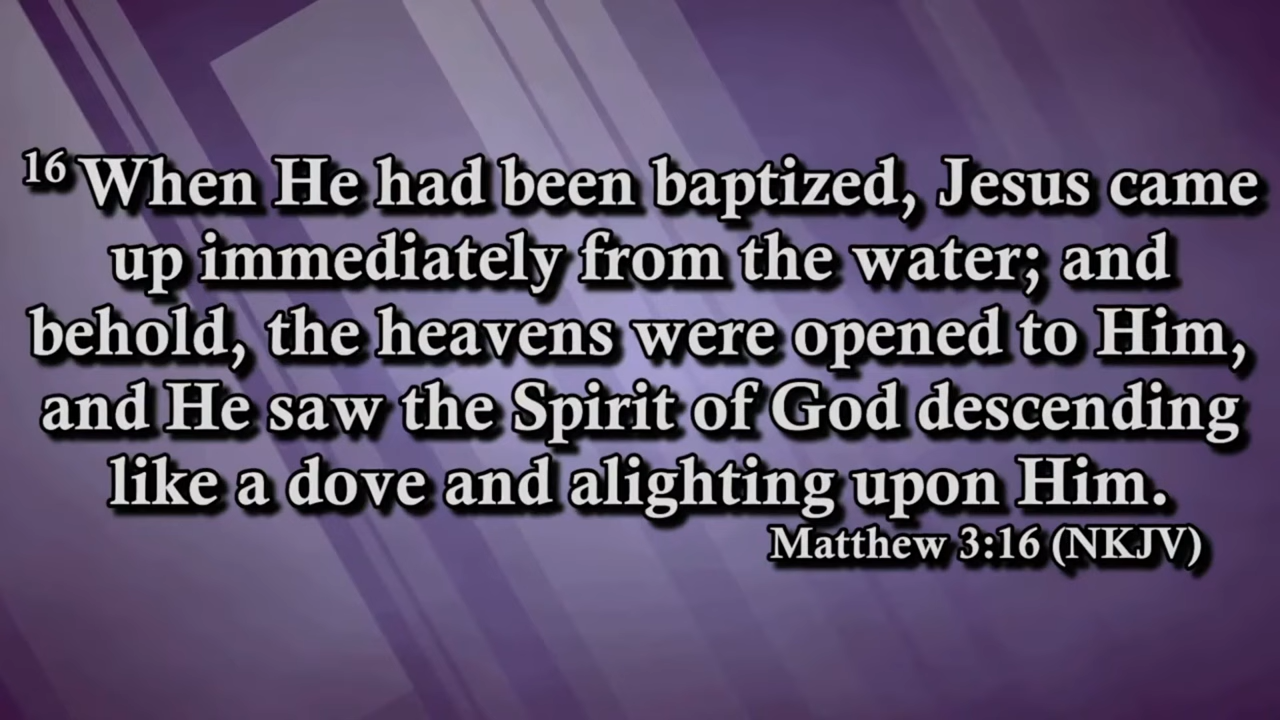 16 When He had been baptized, Jesus came
up immediately from the water; and
behold, the heavens were opened to Him,
and He saw the Spirit of God descending
like a dove and alighting upon Him.
Matthew 3:16 (NKJV)